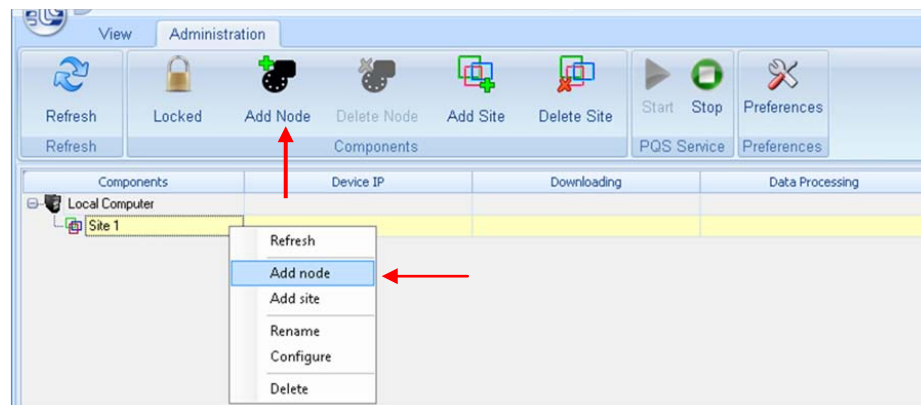 View Administration
Refresh Locked Add Node Delete Node Add Site Delete Site Start Stop Preferences
Refresh Components PQS Service Preferences
Components Device IP Downloading Data Processing
Local Computer
Site 1
Refresh
Add node
Add site
Rename
Configure
Delete